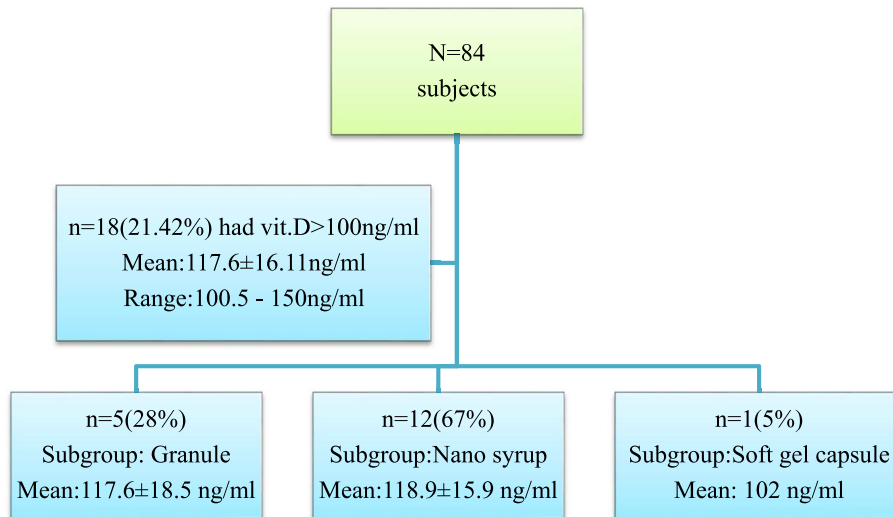 N=84
subjects
n=18(21.42%) had vit.D>100ng/ml
Mean:117.6±16.11ng/ml
Range:100.5 - 150ng/ml
n=5(28%)
Subgroup: Granule
Mean:117.6±18.5 ng/ml
n=12(67%)
Subgroup:Nano syrup
Mean:118.9±15.9 ng/ml
n=1(5%)
Subgroup:Soft gel capsule
Mean: 102 ng/ml